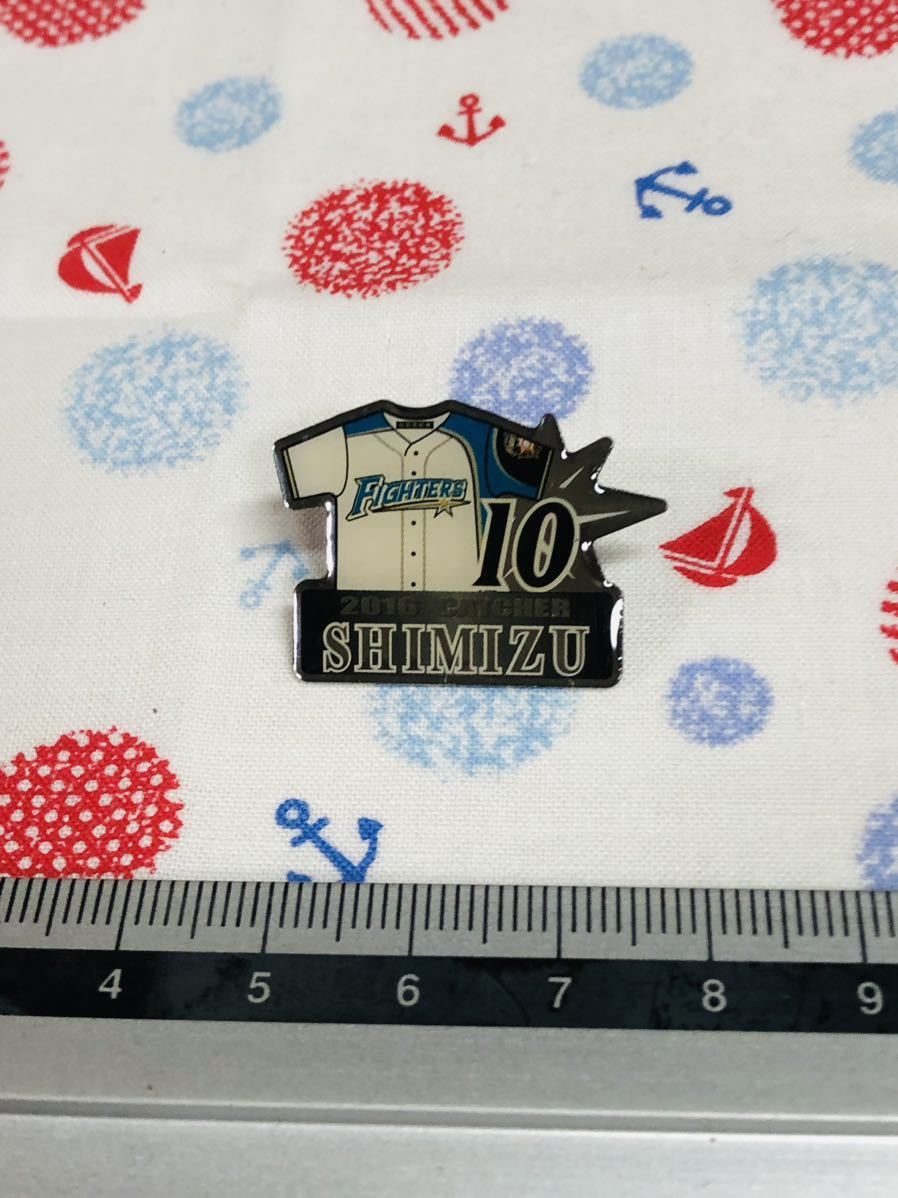 FIGHTERS
10
2016 CATCHER
SHIMIZU
4 5 6 7 8 9